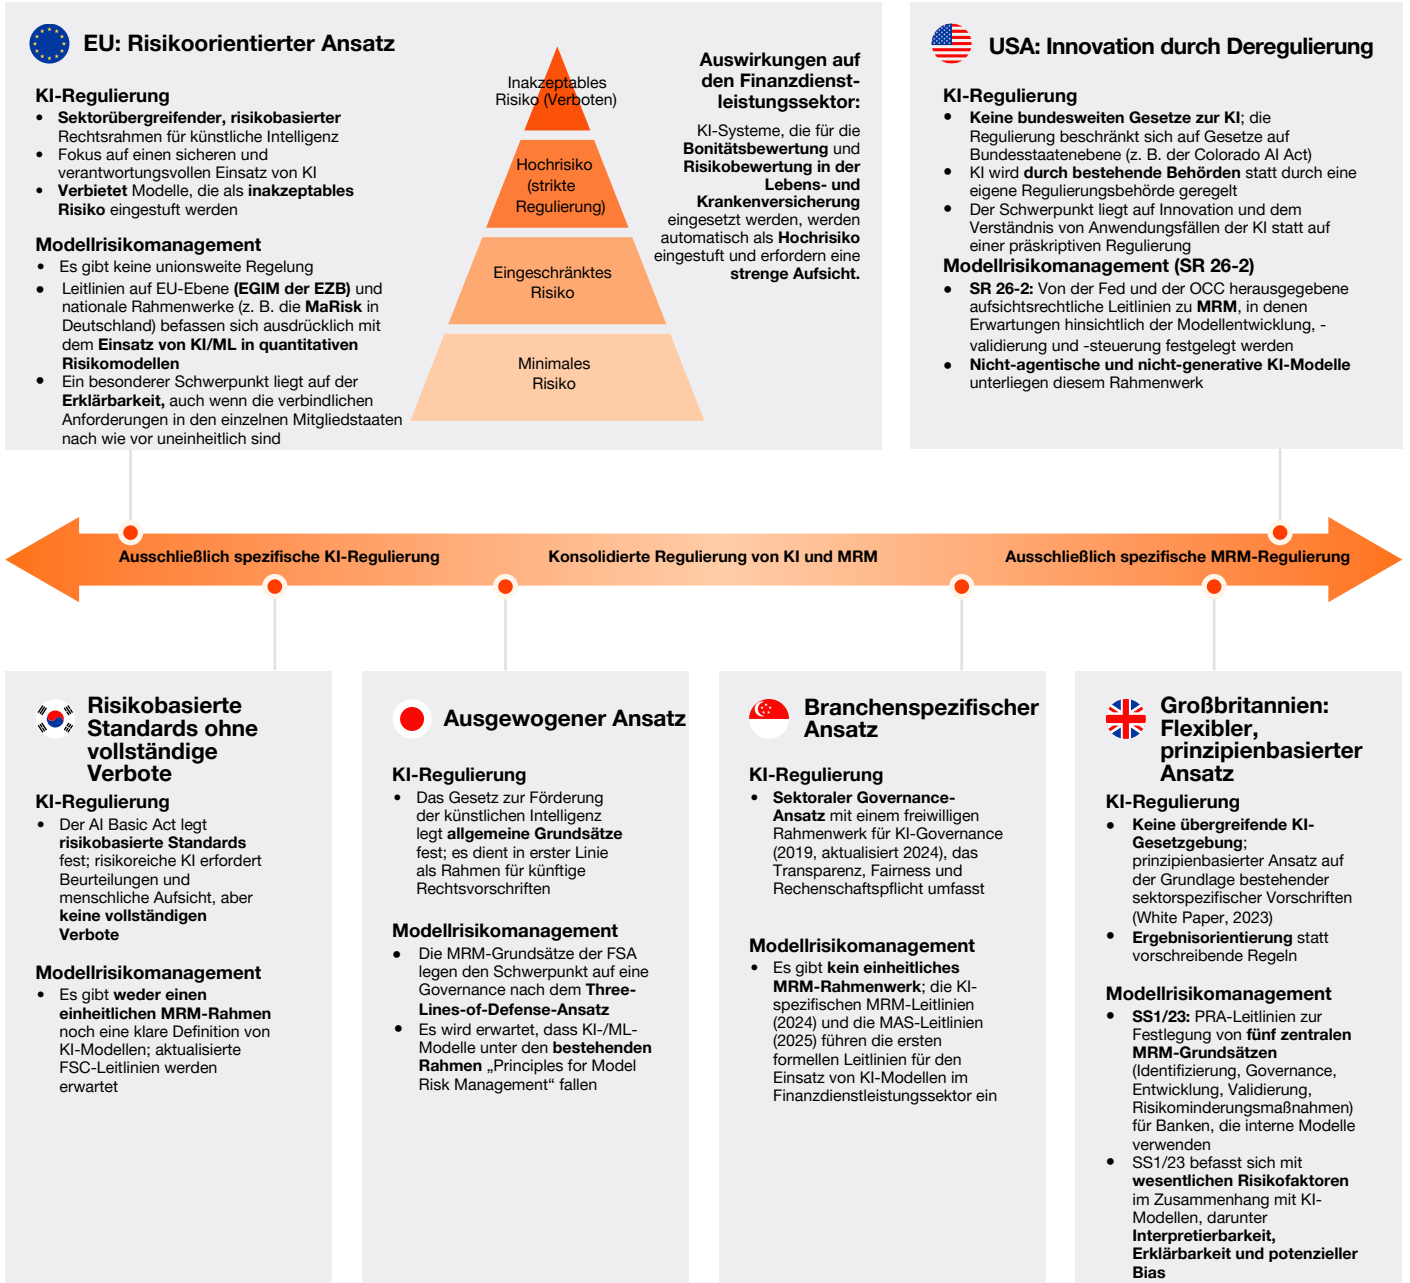 EU: Risikoorientierter Ansatz
KI-Regulierung
• Sektorübergreifender, risikobasierter
Rechtsrahmen für künstliche Intelligenz
• Fokus auf einen sicheren und
verantwortungsvollen Einsatz von KI
• Verbietet Modelle, die als inakzeptables
Risiko eingestuft werden
Modellrisikomanagement
• Es gibt keine unionsweite Regelung
• Leitlinien auf EU-Ebene (EGIM der EZB) und
nationale Rahmenwerke (z. B. die MaRisk in
Deutschland) befassen sich ausdrücklich mit
dem Einsatz von KI/ML in quantitativen
Risikomodellen
• Ein besonderer Schwerpunkt liegt auf der
Erklärbarkeit, auch wenn die verbindlichen
Anforderungen in den einzelnen Mitgliedstaaten
nach wie vor uneinheitlich sind
Inakzeptables
Risiko (Verboten)
Hochrisiko
(strikte
Regulierung)
Eingeschränktes
Risiko
Minimales
Risiko
Auswirkungen auf
den Finanzdienst-
leistungssektor:
KI-Systeme, die für die
Bonitätsbewertung und
Risikobewertung in der
Lebens- und
Krankenversicherung
eingesetzt werden, werden
automatisch als Hochrisiko
eingestuft und erfordern eine
strenge Aufsicht.
USA: Innovation durch Deregulierung
KI-Regulierung
• Keine bundesweiten Gesetze zur KI; die
Regulierung beschränkt sich auf Gesetze auf
Bundesstaatenebene (z. B. der Colorado AI Act)
• KI wird durch bestehende Behörden statt durch eine
eigene Regulierungsbehörde geregelt
• Der Schwerpunkt liegt auf Innovation und dem
Verständnis von Anwendungsfällen der KI statt auf
einer präskriptiven Regulierung
Modellrisikomanagement (SR 26-2)
• SR 26-2: Von der Fed und der OCC herausgegebene
aufsichtsrechtliche Leitlinien zu MRM, in denen
Erwartungen hinsichtlich der Modellentwicklung, -
validierung und -steuerung festgelegt werden
• Nicht-agentische und nicht-generative KI-Modelle
unterliegen diesem Rahmenwerk
Ausschließlich spezifische KI-Regulierung
Konsolidierte Regulierung von KI und MRM
Ausschließlich spezifische MRM-Regulierung
Risikobasierte
Standards ohne
vollständige
Verbote
KI-Regulierung
• Der AI Basic Act legt
risikobasierte Standards
fest; risikoreiche KI erfordert
Beurteilungen und
menschliche Aufsicht, aber
keine vollständigen
Verbote
Modellrisikomanagement
• Es gibt weder einen
einheitlichen MRM-Rahmen
noch eine klare Definition von
KI-Modellen; aktualisierte
FSC-Leitlinien werden
erwartet
Ausgewogener Ansatz
KI-Regulierung
• Das Gesetz zur Förderung
der künstlichen Intelligenz
legt allgemeine Grundsätze
fest; es dient in erster Linie
als Rahmen für künftige
Rechtsvorschriften
Modellrisikomanagement
• Die MRM-Grundsätze der FSA
legen den Schwerpunkt auf eine
Governance nach dem Three-
Lines-of-Defense-Ansatz
• Es wird erwartet, dass KI-/ML-
Modelle unter den bestehenden
Rahmen „Principles for Model
Risk Management“ fallen
Branchenspezifischer
Ansatz
KI-Regulierung
• Sektoraler Governance-
Ansatz mit einem freiwilligen
Rahmenwerk für KI-Governance
(2019, aktualisiert 2024), das
Transparenz, Fairness und
Rechenschaftspflicht umfasst
Modellrisikomanagement
• Es gibt kein einheitliches
MRM-Rahmenwerk; die KI-
spezifischen MRM-Leitlinien
(2024) und die MAS-Leitlinien
(2025) führen die ersten
formellen Leitlinien für den
Einsatz von KI-Modellen im
Finanzdienstleistungssektor ein
Großbritannien:
Flexibler,
prinzipienbasierter
Ansatz
KI-Regulierung
• Keine übergreifende KI-
Gesetzgebung;
prinzipienbasierter Ansatz auf
der Grundlage bestehender
sektorspezifischer Vorschriften
(White Paper, 2023)
• Ergebnisorientierung statt
vorschreibende Regeln
Modellrisikomanagement
• SS1/23: PRA-Leitlinien zur
Festlegung von fünf zentralen
MRM-Grundsätzen
(Identifizierung, Governance,
Entwicklung, Validierung,
Risikominderungsmaßnahmen)
für Banken, die interne Modelle
verwenden
• SS1/23 befasst sich mit
wesentlichen Risikofaktoren
im Zusammenhang mit KI-
Modellen, darunter
Interpretierbarkeit,
Erklärbarkeit und potenzieller
Bias